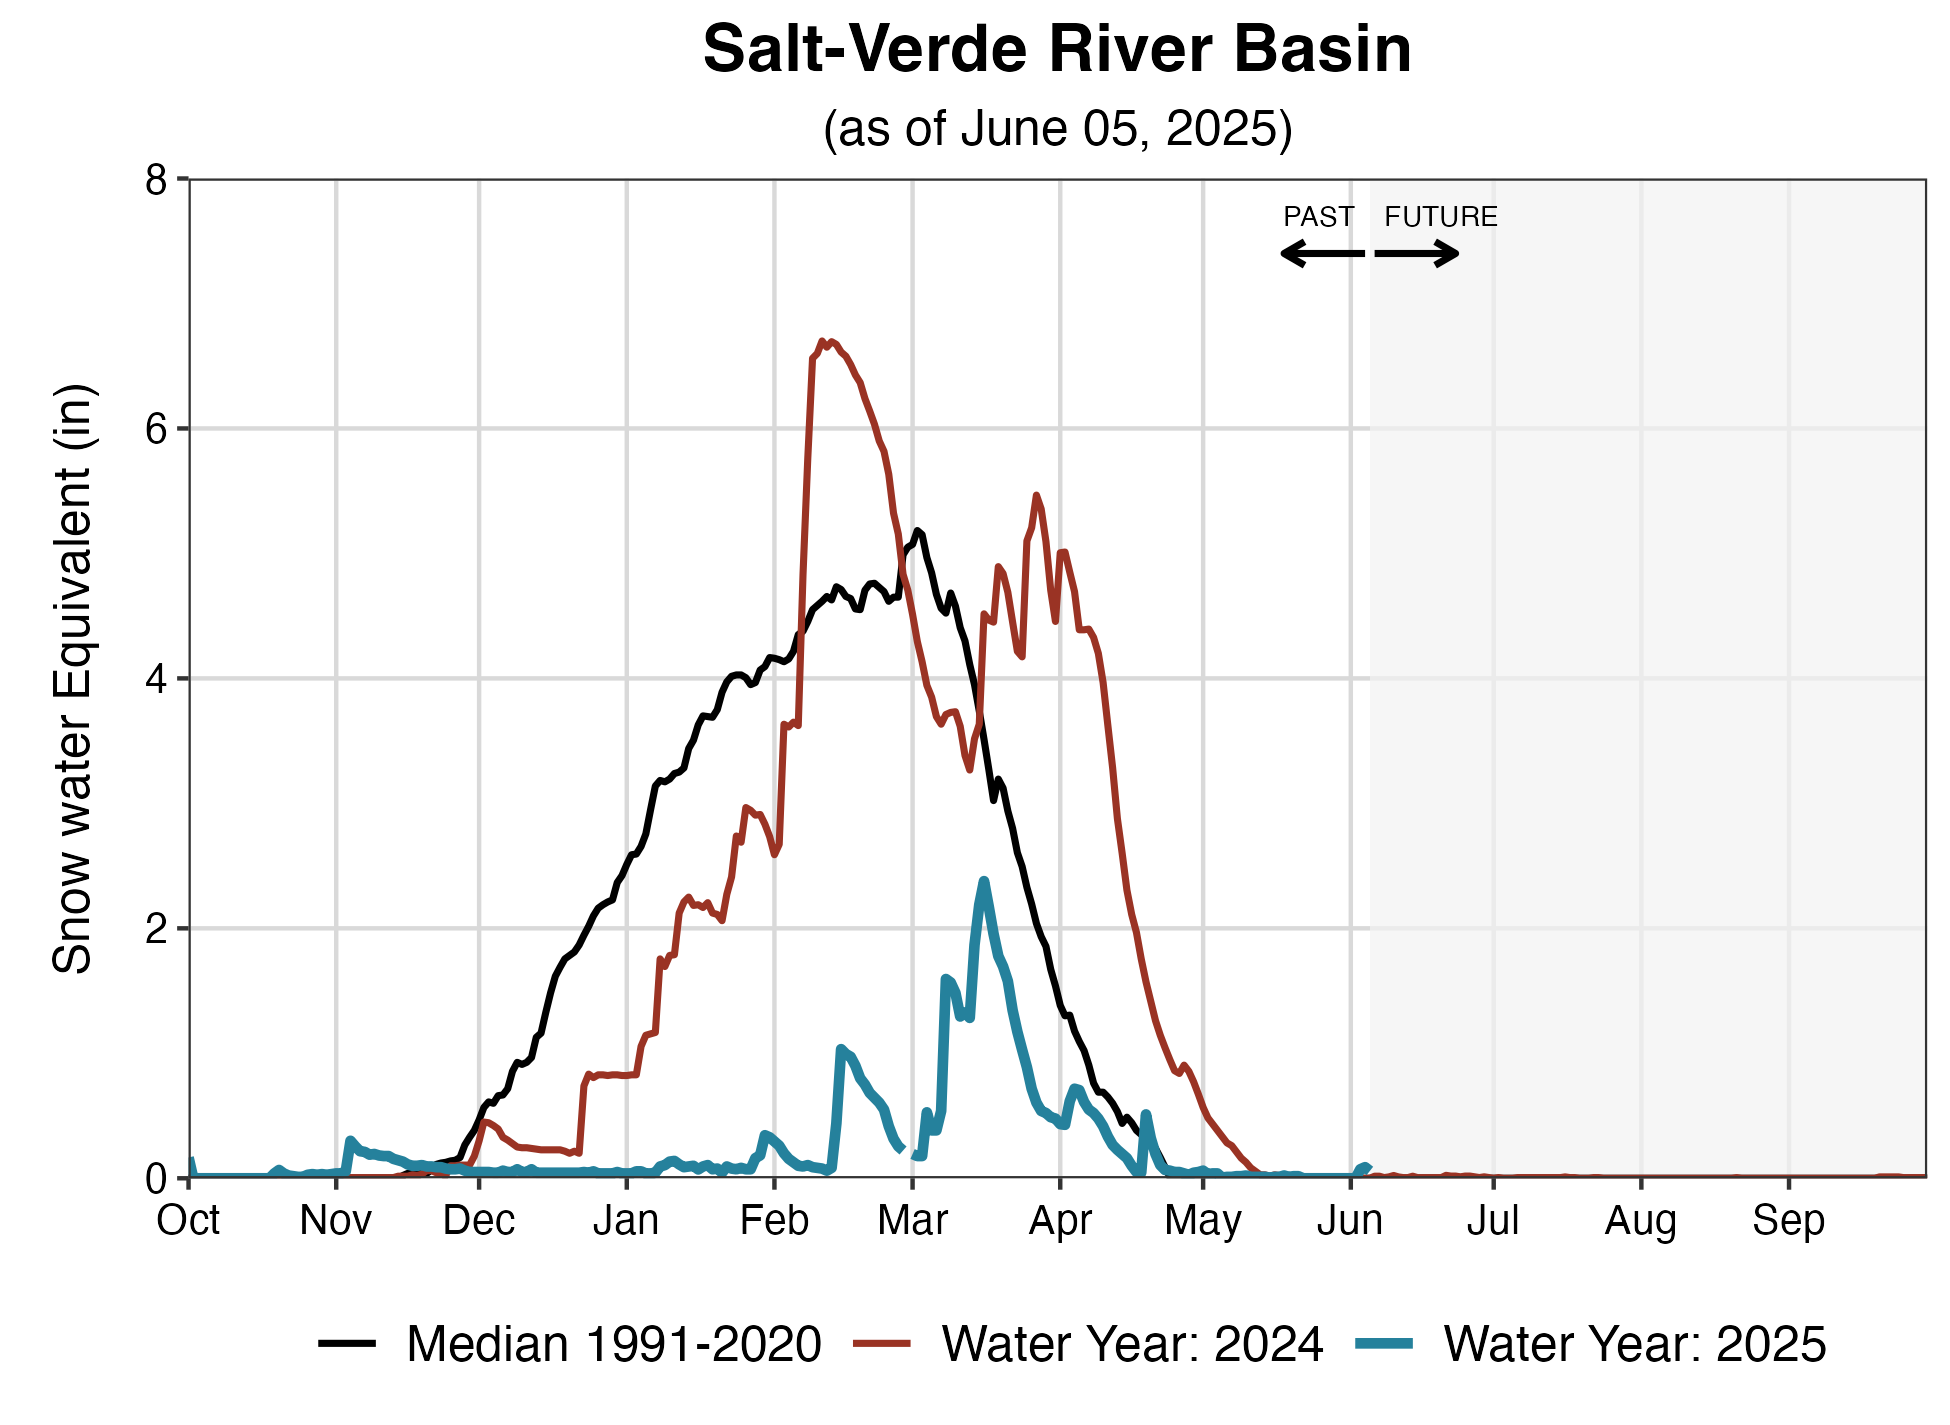 Salt-Verde River Basin
(as of June 05, 2025)
PAST FUTURE
Snow water Equivalent (in)
8
6
4
2
0
Oct Nov Dec Jan Feb Mar Apr May Jun Jul Aug Sep
Median 1991-2020 Water Year: 2024 Water Year: 2025